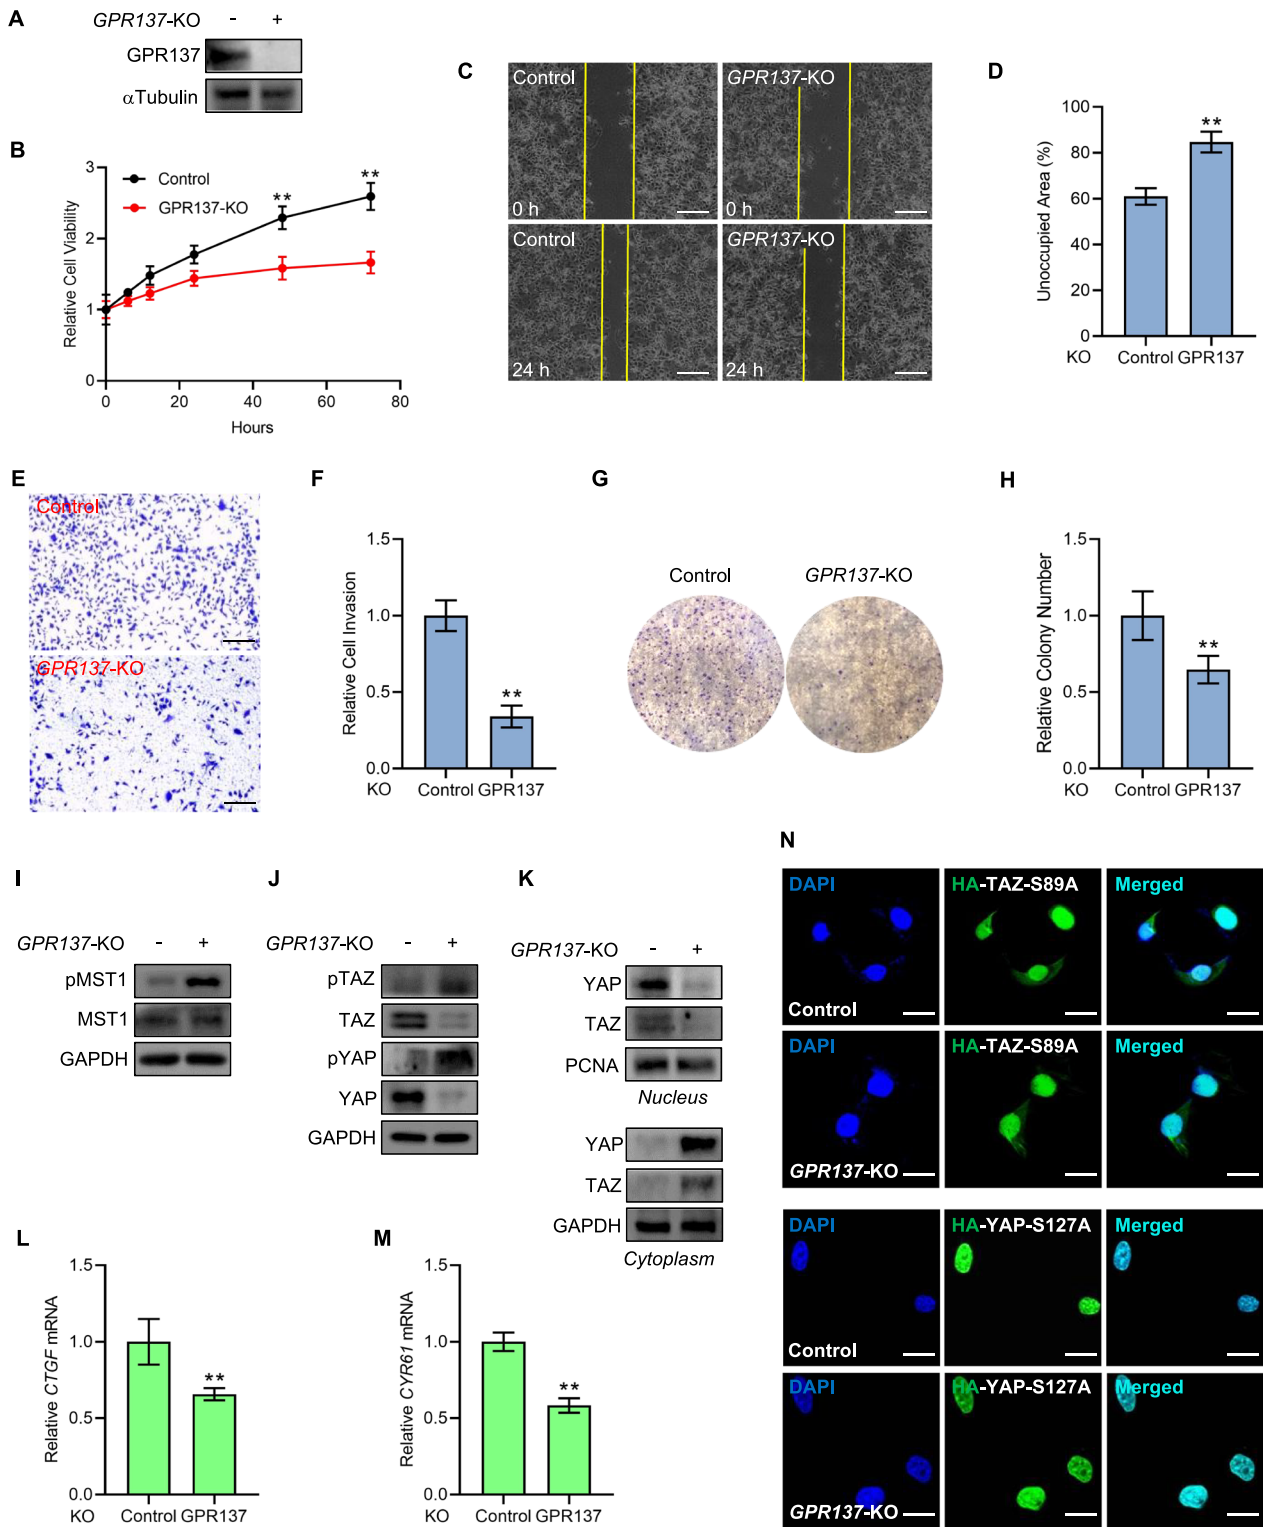 A
GPR137-KO - +
GPR137
αTubulin
B
Relative Cell Viability
3
2
1
0
Control
GPR137-KO
** **
0 20 40 60 80
Hours
C
Control
0 h
GPR137-KO
0 h
Control
24 h
GPR137-KO
24 h
D
Unoccupied Area (%)
100
80
60
40
20
0
**
KO Control GPR137
E
Control
GPR137-KO
F
Relative Cell Invasion
1.5
1.0
0.5
0.0
**
KO Control GPR137
G
Control GPR137-KO
H
Relative Colony Number
1.5
1.0
0.5
0.0
**
KO Control GPR137
I
GPR137-KO - +
pMST1
MST1
GAPDH
J
GPR137-KO - +
pTAZ
TAZ
pYAP
YAP
GAPDH
K
GPR137-KO - +
YAP
TAZ
PCNA
Nucleus
YAP
TAZ
GAPDH
Cytoplasm
L
Relative CTGF mRNA
1.5
1.0
0.5
0.0
**
KO Control GPR137
M
Relative CYR61 mRNA
1.5
1.0
0.5
0.0
**
KO Control GPR137
N
DAPI HA-TAZ-S89A Merged
Control
DAPI HA-TAZ-S89A Merged
GPR137-KO
DAPI HA-YAP-S127A Merged
Control
DAPI HA-YAP-S127A Merged
GPR137-KO